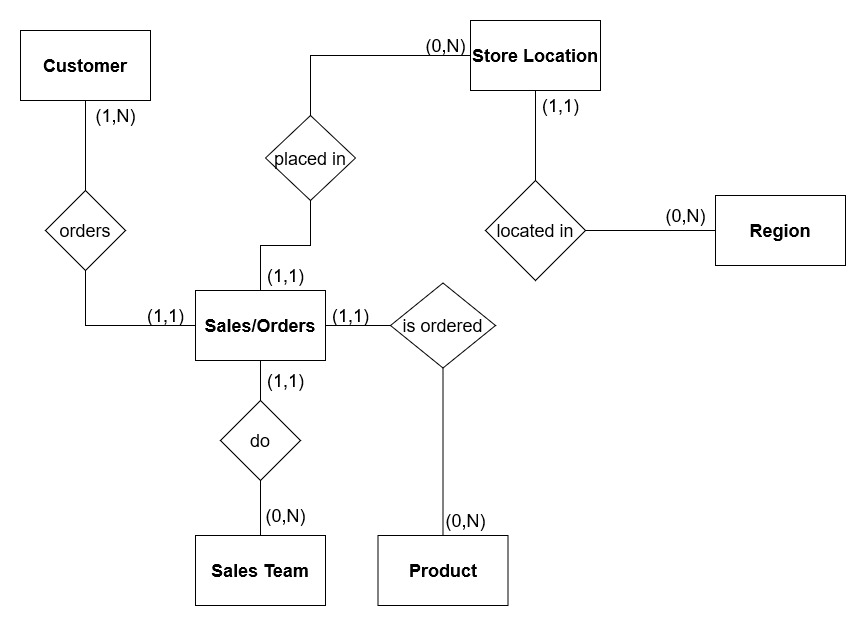 (0,N)
Store Location
Customer
(1,1)
(1,N)
placed in
orders
(0,N)
located in
Region
(1,1)
(1,1)
Sales/Orders
(1,1)
is ordered
(1,1)
do
(0,N)
(0,N)
Sales Team
Product